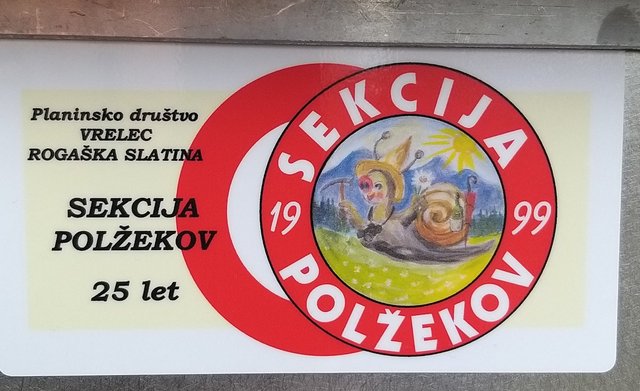 Planinsko društvo
VRELEC
ROGAŠKA SLATINA
SEKCIJA
POLŽEKOV
25 let
SEKCIJA
19 99
POLŽEKOV